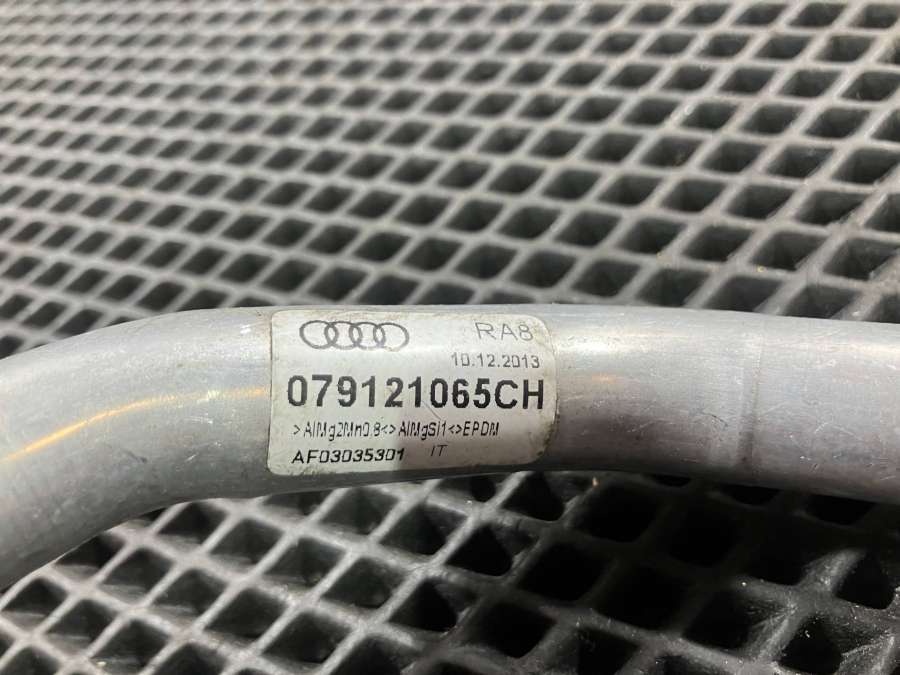 RA8
10.12.2013
079121065CH
>AlMg2Mn0.8<>AlMgSi1<>EPDM
AF03035301 IT